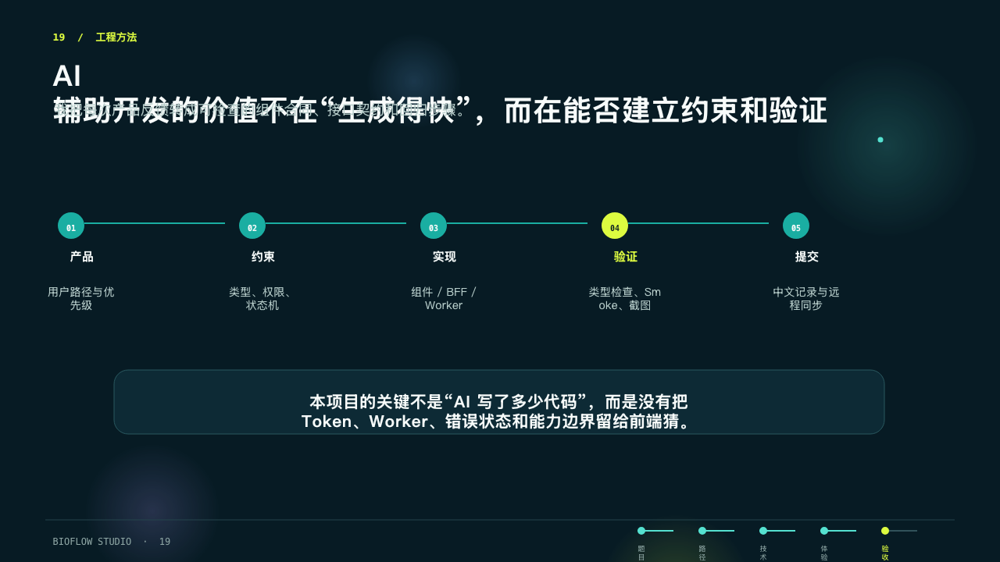 19 / 工程方法
AI
辅助开发的价值不在“生成得快”，而在能否建立约束和验证
01
02
03
04
05
产品
约束
实现
验证
提交
用户路径与优
先级
类型、权限、
状态机
组件 / BFF /
Worker
类型检查、Sm
oke、截图
中文记录与远
程同步
本项目的关键不是“AI 写了多少代码”，而是没有把
Token、Worker、错误状态和能力边界留给前端猜。
BIOFLOW STUDIO · 19
题
目
路
径
技
术
体
验
验
收